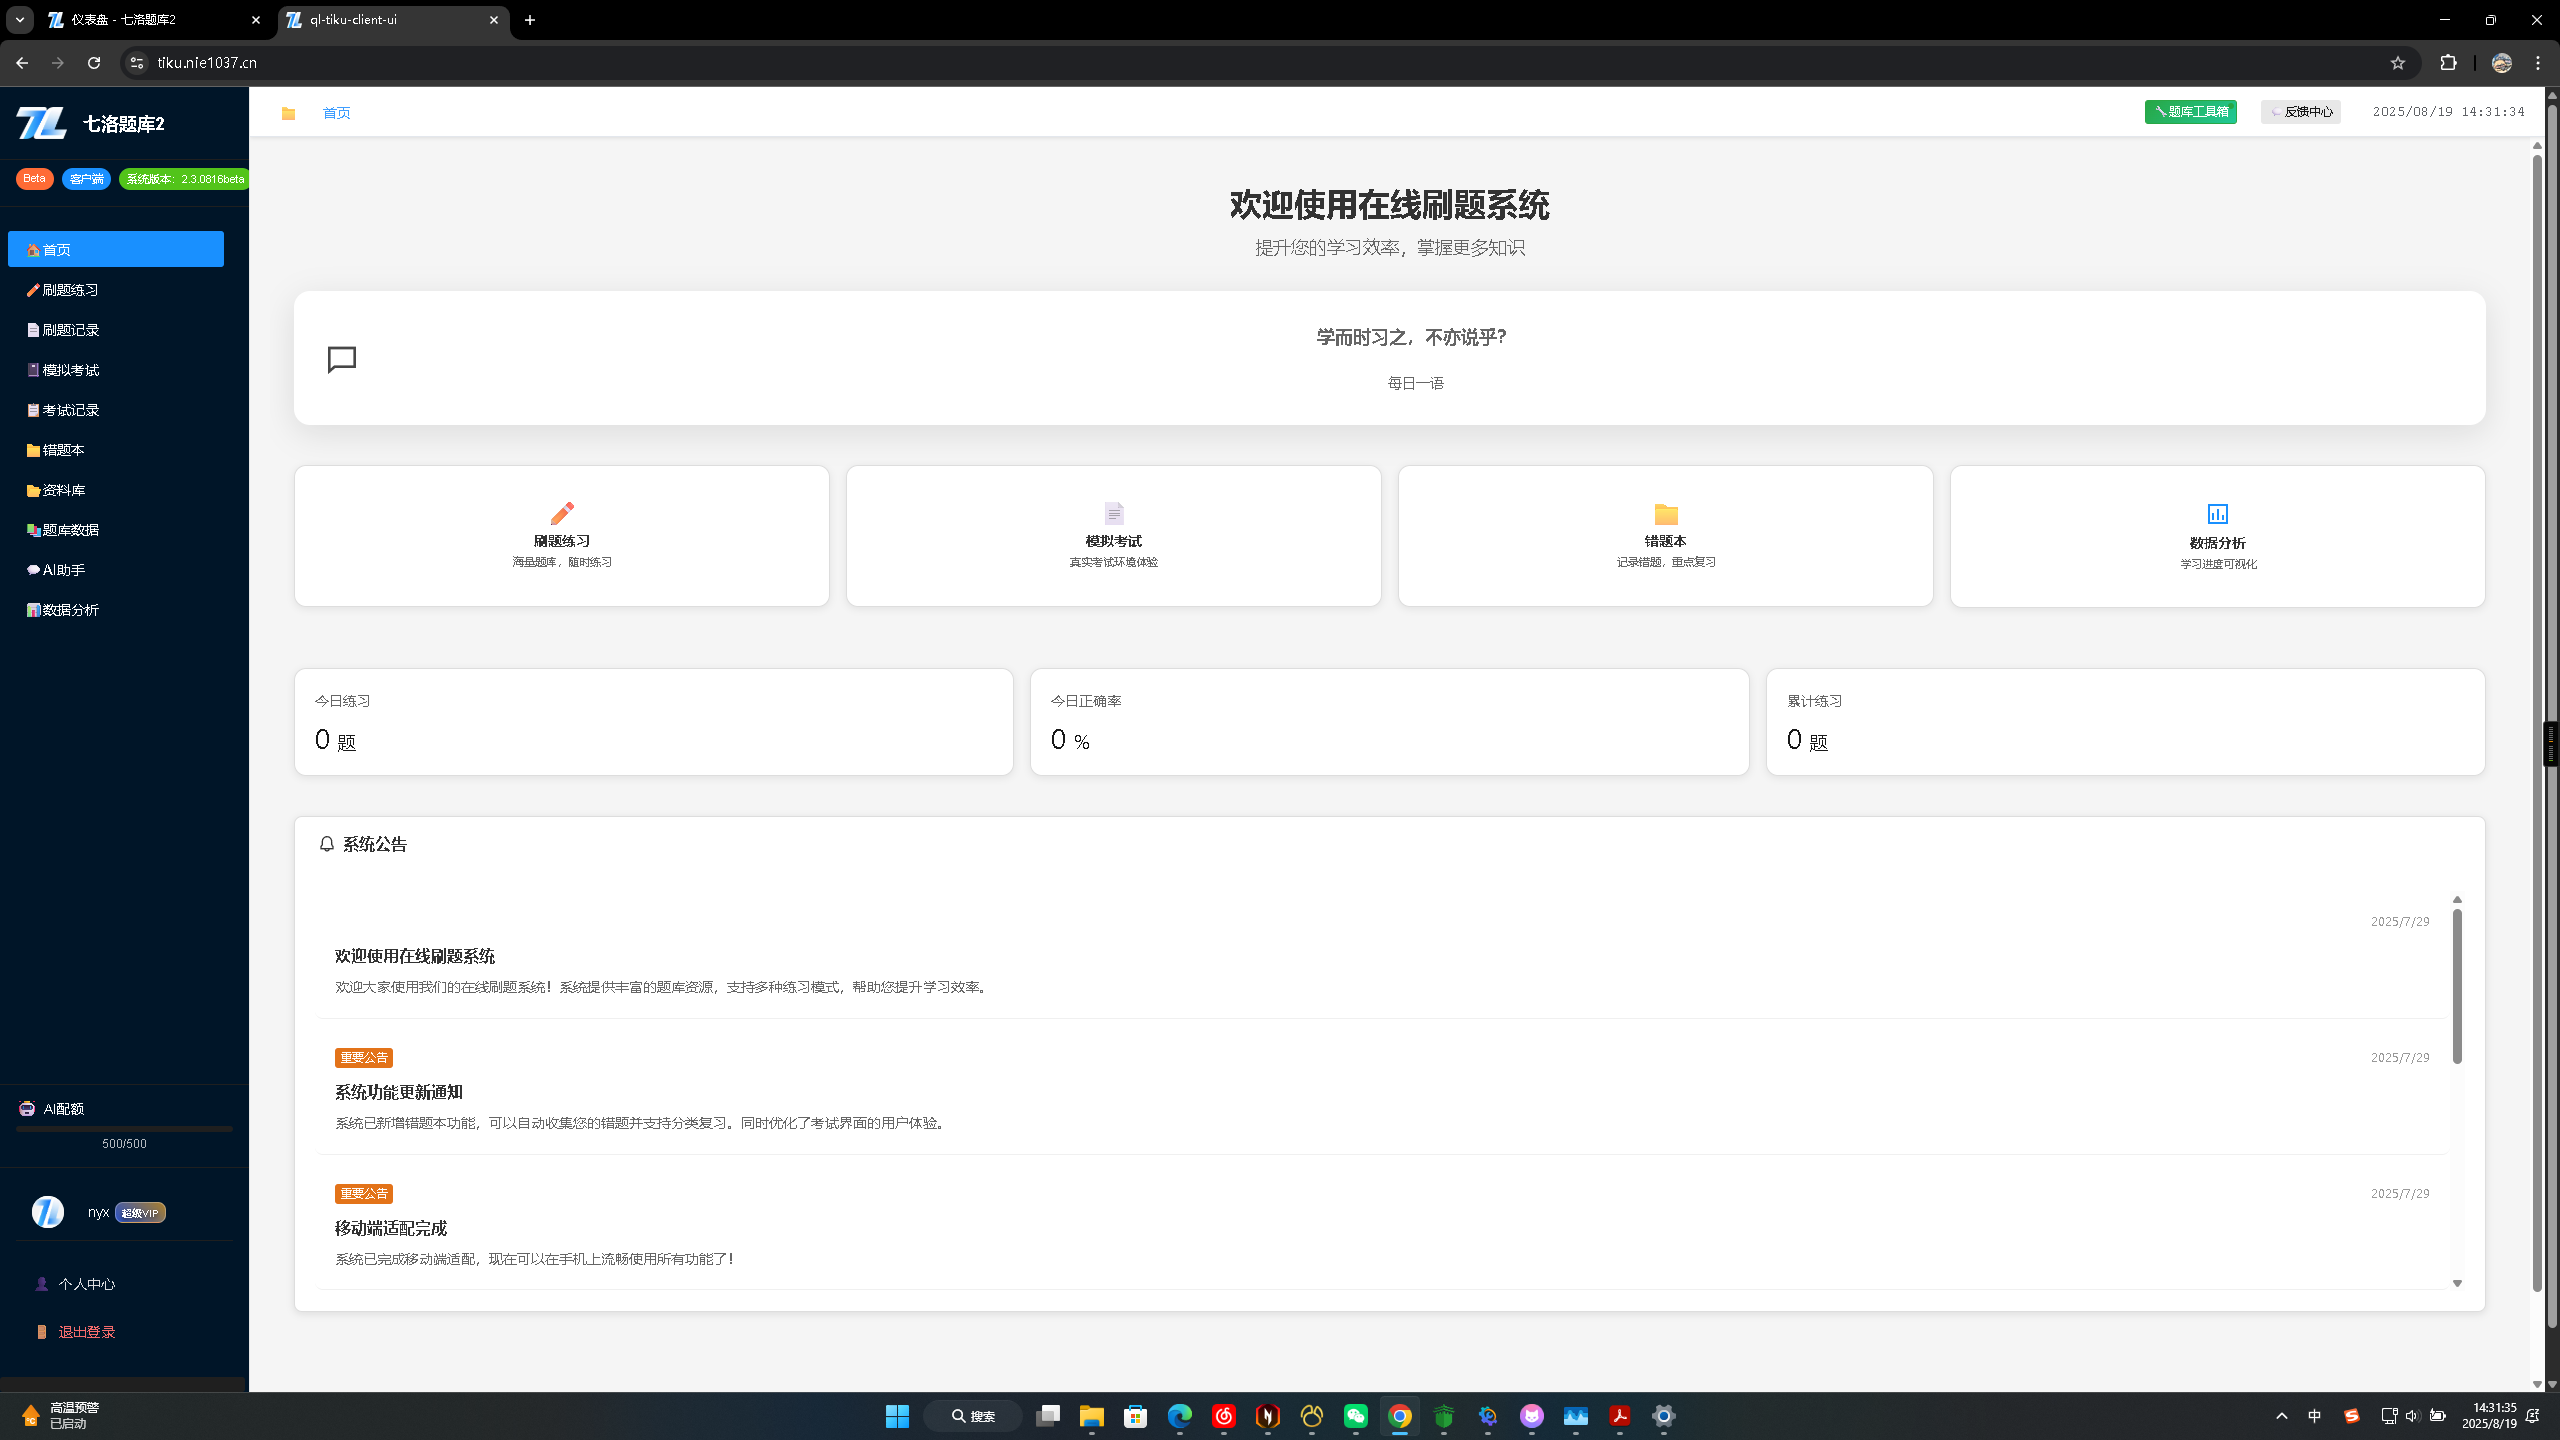 仪表盘 - 七洛题库2
ql-tiku-client-ui
tiku.nie1037.cn
七洛题库2
Beta
客户端
系统版本：2.3.0816beta
首页
刷题练习
刷题记录
模拟考试
考试记录
错题本
资料库
题库数据
AI助手
数据分析
AI配额
500/500
nyx
超级VIP
个人中心
退出登录
首页
题库工具箱
反馈中心
2025/08/19 14:31:34
欢迎使用在线刷题系统
提升您的学习效率，掌握更多知识
学而时习之，不亦说乎?
每日一语
刷题练习
海量题库，随时练习
模拟考试
真实考试环境体验
错题本
记录错题，重点复习
数据分析
学习进度可视化
今日练习
0 题
今日正确率
0 %
累计练习
0 题
系统公告
2025/7/29
欢迎使用在线刷题系统
欢迎大家使用我们的在线刷题系统！系统提供丰富的题库资源，支持多种练习模式，帮助您提升学习效率。
重要公告
2025/7/29
系统功能更新通知
系统已新增错题本功能，可以自动收集您的错题并支持分类复习。同时优化了考试界面的用户体验。
重要公告
2025/7/29
移动端适配完成
系统已完成移动端适配，现在可以在手机上流畅使用所有功能了！
高温预警
已启动
搜索
中
14:31:35
2025/8/19